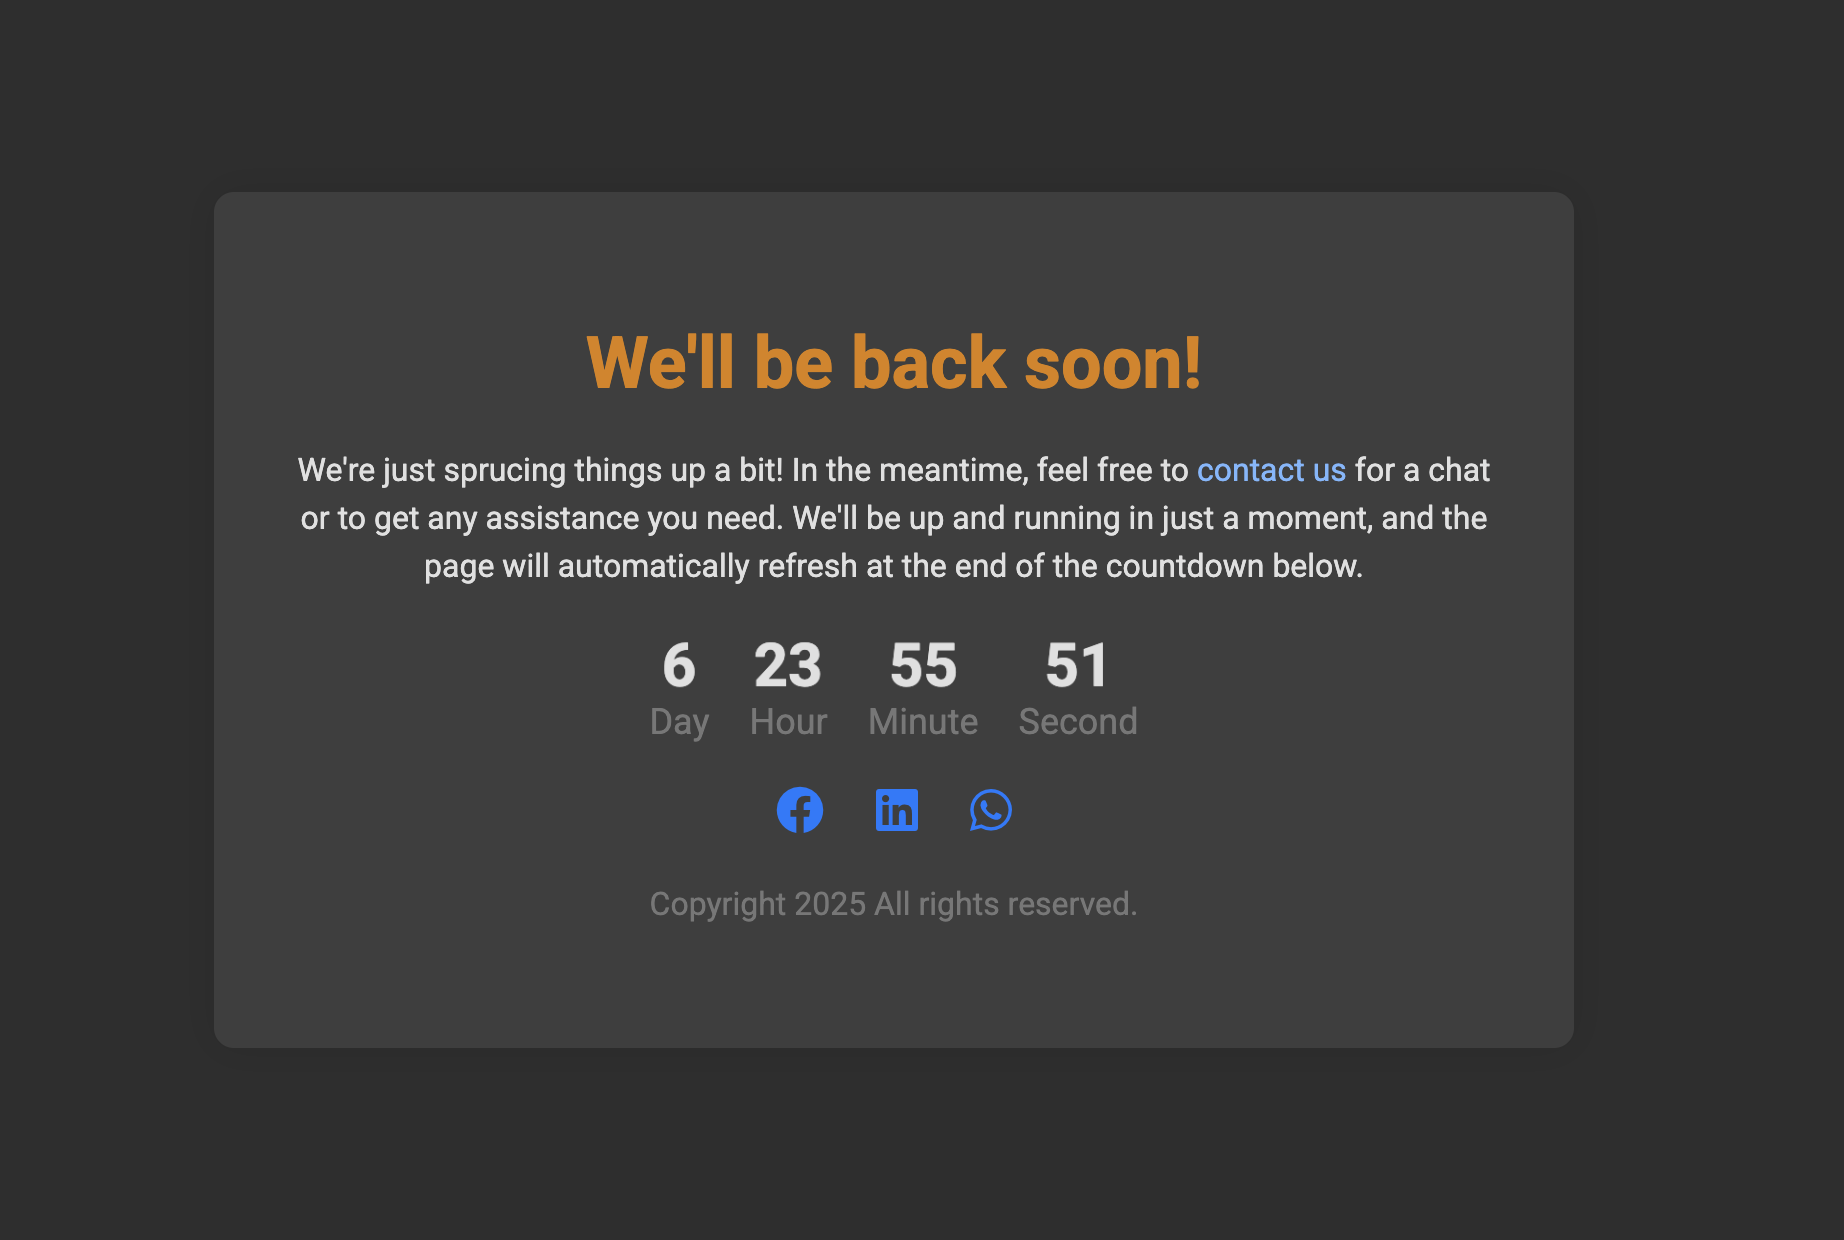 We'll be back soon!
We're just sprucing things up a bit! In the meantime, feel free to contact us for a chat
or to get any assistance you need. We'll be up and running in just a moment, and the
page will automatically refresh at the end of the countdown below.
6 23 55 51
Day Hour Minute Second
Copyright 2025 All rights reserved.